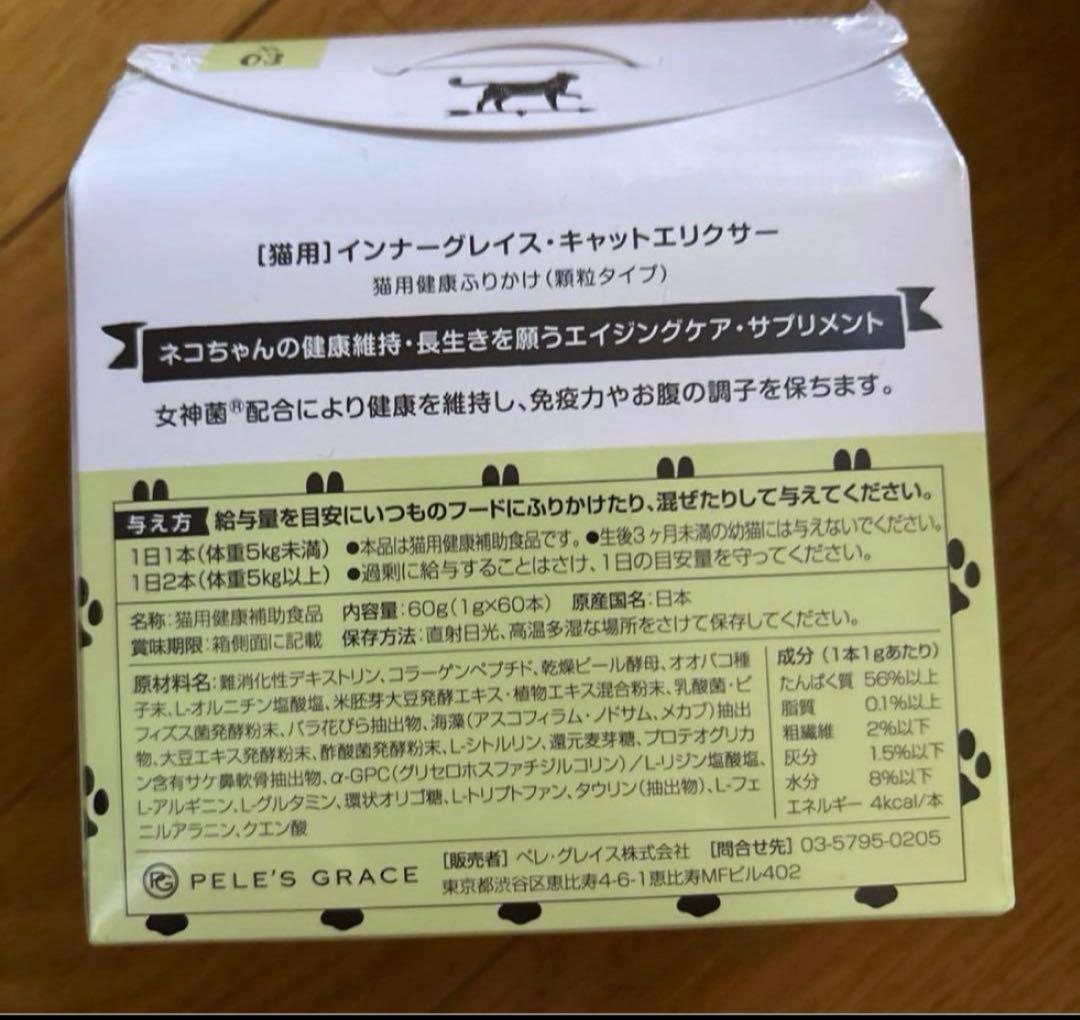 03
[猫用]インナーグレイス・キャットエリクサー
猫用健康ふりかけ(顆粒タイプ)
ネコちゃんの健康維持・長生きを願うエイジングケア・サプリメント
女神菌®配合により健康を維持し、免疫力やお腹の調子を保ちます。
与え方 給与量を目安にいつものフードにふりかけたり、混ぜたりして与えてください。
1日1本(体重5kg未満) ●本品は猫用健康補助食品です。●生後3ヶ月未満の幼猫には与えないでください。
1日2本(体重5kg以上) ●過剰に給与することはさけ、1日の目安量を守ってください。
名称:猫用健康補助食品 内容量:60g(1g×60本) 原産国名:日本
賞味期限:箱側面に記載 保存方法:直射日光、高温多湿な場所をさけて保存してください。
原材料名:難消化性デキストリン、コラーゲンペプチド、乾燥ビール酵母、オオバコ種
子末、L-オルニチン塩酸塩、米胚芽大豆発酵エキス・植物エキス混合粉末、乳酸菌・ビ
フィズス菌発酵粉末、バラ花びら抽出物、海藻(アスコフィラム・ノドサム、メカブ)抽出
物、大豆エキス発酵粉末、酢酸菌発酵粉末、L-シトルリン、還元麦芽糖、プロテオグリカ
ン含有サケ鼻軟骨抽出物、α-GPC(グリセロホスファチジルコリン)/L-リジン塩酸塩、
L-アルギニン、L-グルタミン、環状オリゴ糖、L-トリプトファン、タウリン(抽出物)、L-フェ
ニルアラニン、クエン酸
成分(1本1gあたり)
たんぱく質 56%以上
脂質 0.1%以上
粗繊維 2%以下
灰分 1.5%以下
水分 8%以下
エネルギー 4kcal/本
PG PELE'S GRACE
[販売者] ペレ・グレイス株式会社 [問合せ先] 03-5795-0205
東京都渋谷区恵比寿4-6-1恵比寿MFビル402